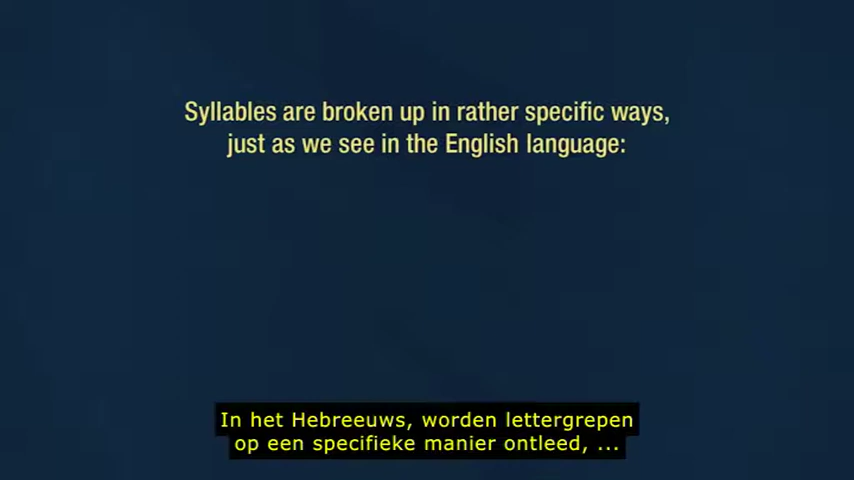 Syllables are broken up in rather specific ways,
just as we see in the English language:
In het Hebreeuws, worden lettergrepen
op een specifieke manier ontleed, ...